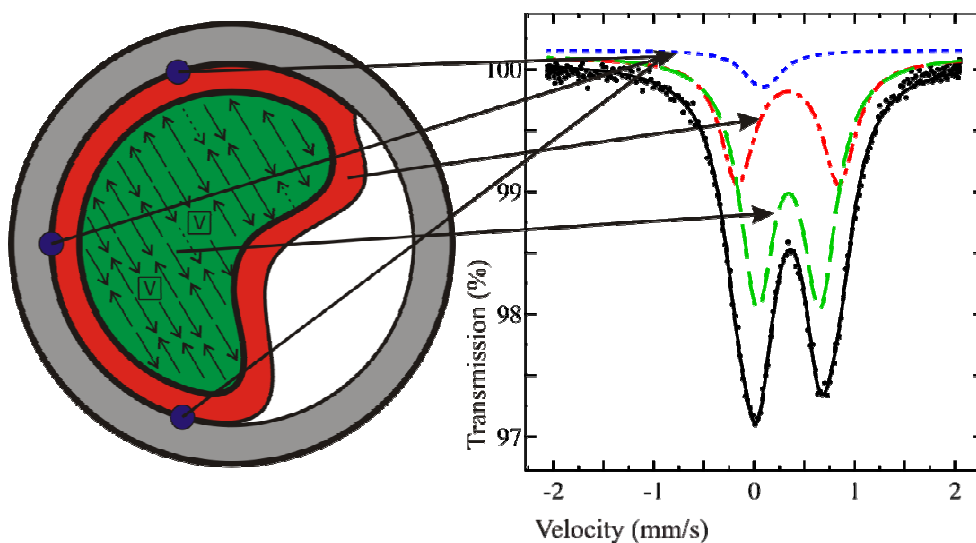 V
V
Transmission (%)
100
99
98
97
-2
-1
0
1
2
Velocity (mm/s)